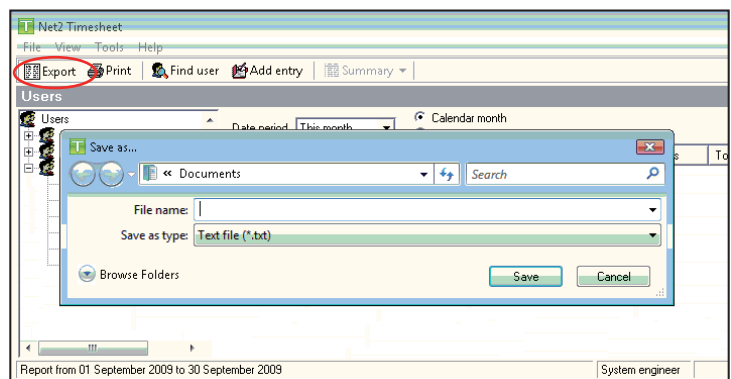 Net2 Timesheet
File View Tools Help
Export Print Find user Add entry Summary
Users
Users
Date period This month Calendar month
Save as...
« Documents Search
File name:
Save as type: Text file (*.txt)
Browse Folders Save Cancel
Report from 01 September 2009 to 30 September 2009 System engineer